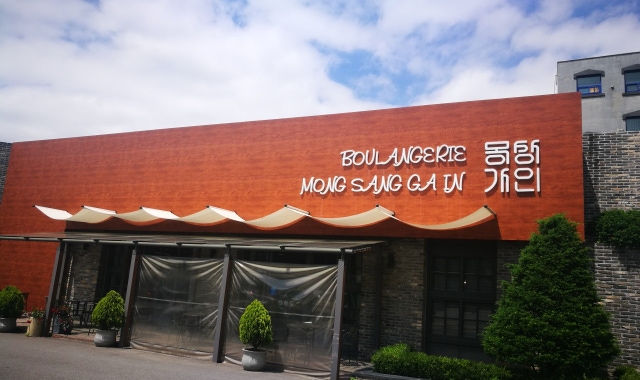 BOULANGERIE
MONG SANG GA IN
몽상
가인